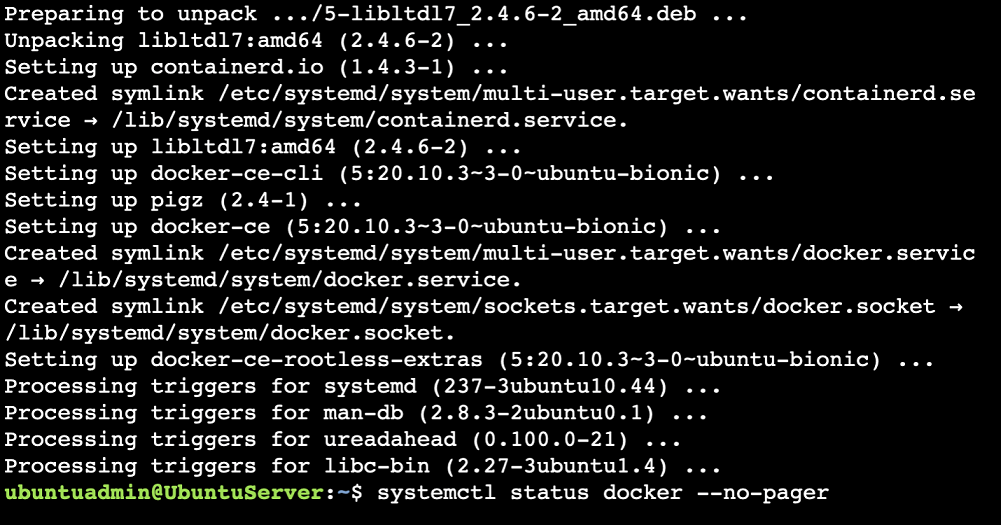 Preparing to unpack .../5-libltdl7_2.4.6-2_amd64.deb ...
Unpacking libltdl7:amd64 (2.4.6-2) ...
Setting up containerd.io (1.4.3-1) ...
Created symlink /etc/systemd/system/multi-user.target.wants/containerd.se
rvice → /lib/systemd/system/containerd.service.
Setting up libltdl7:amd64 (2.4.6-2) ...
Setting up docker-ce-cli (5:20.10.3~3-0~ubuntu-bionic) ...
Setting up pigz (2.4-1) ...
Setting up docker-ce (5:20.10.3~3-0~ubuntu-bionic) ...
Created symlink /etc/systemd/system/multi-user.target.wants/docker.servic
e → /lib/systemd/system/docker.service.
Created symlink /etc/systemd/system/sockets.target.wants/docker.socket →
/lib/systemd/system/docker.socket.
Setting up docker-ce-rootless-extras (5:20.10.3~3-0~ubuntu-bionic) ...
Processing triggers for systemd (237-3ubuntu10.44) ...
Processing triggers for man-db (2.8.3-2ubuntu0.1) ...
Processing triggers for ureadahead (0.100.0-21) ...
Processing triggers for libc-bin (2.27-3ubuntu1.4) ...
ubuntuadmin@UbuntuServer:~$ systemctl status docker --no-pager